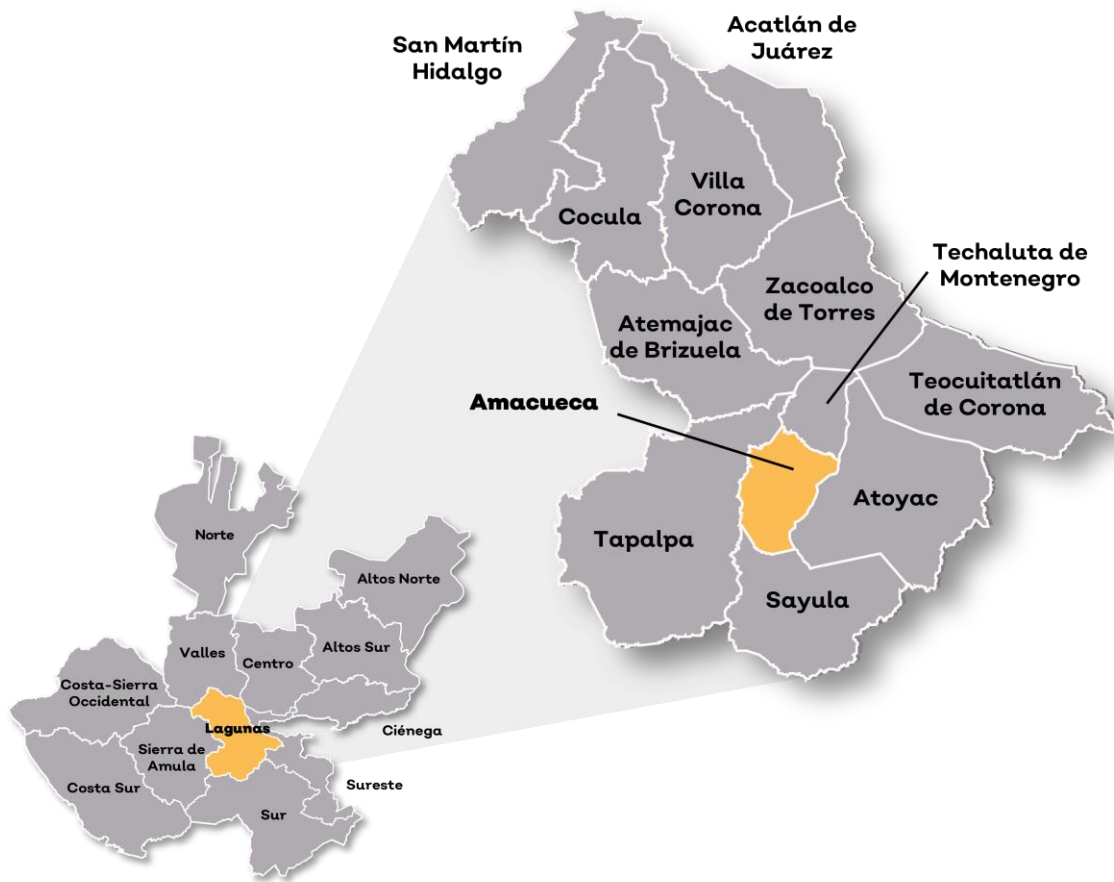 San Martín
Hidalgo
Acatlán de
Juárez
Villa
Corona
Cocula
Techaluta de
Montenegro
Zacoalco
de Torres
Atemajac
de Brizuela
Teocuitatlán
de Corona
Amacueca
Atoyac
Tapalpa
Sayula
Norte
Altos Norte
Valles
Centro
Altos Sur
Costa-Sierra
Occidental
Lagunas
Ciénega
Sierra de
Amula
Costa Sur
Sureste
Sur